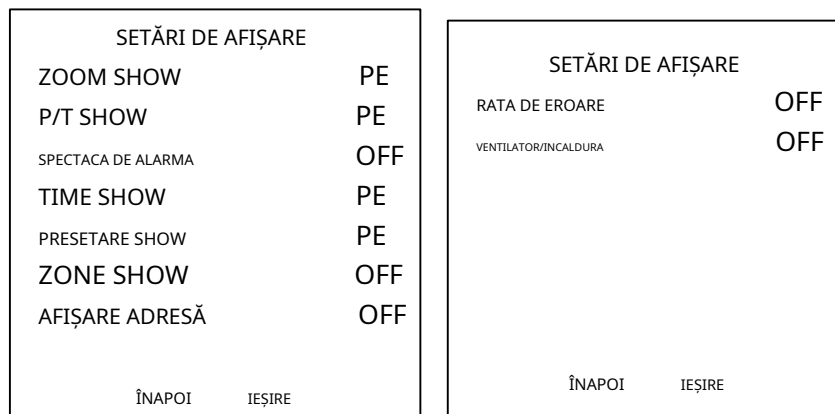 SETĂRI DE AFIȘARE
ZOOM SHOW PE
P/T SHOW PE
SPECTACA DE ALARMA OFF
TIME SHOW PE
PRESETARE SHOW PE
ZONE SHOW OFF
AFIȘARE ADRESĂ OFF
ÎNAPOI IEȘIRE
SETĂRI DE AFIȘARE
RATA DE EROARE OFF
VENTILATOR/INCALDURA OFF
ÎNAPOI IEȘIRE